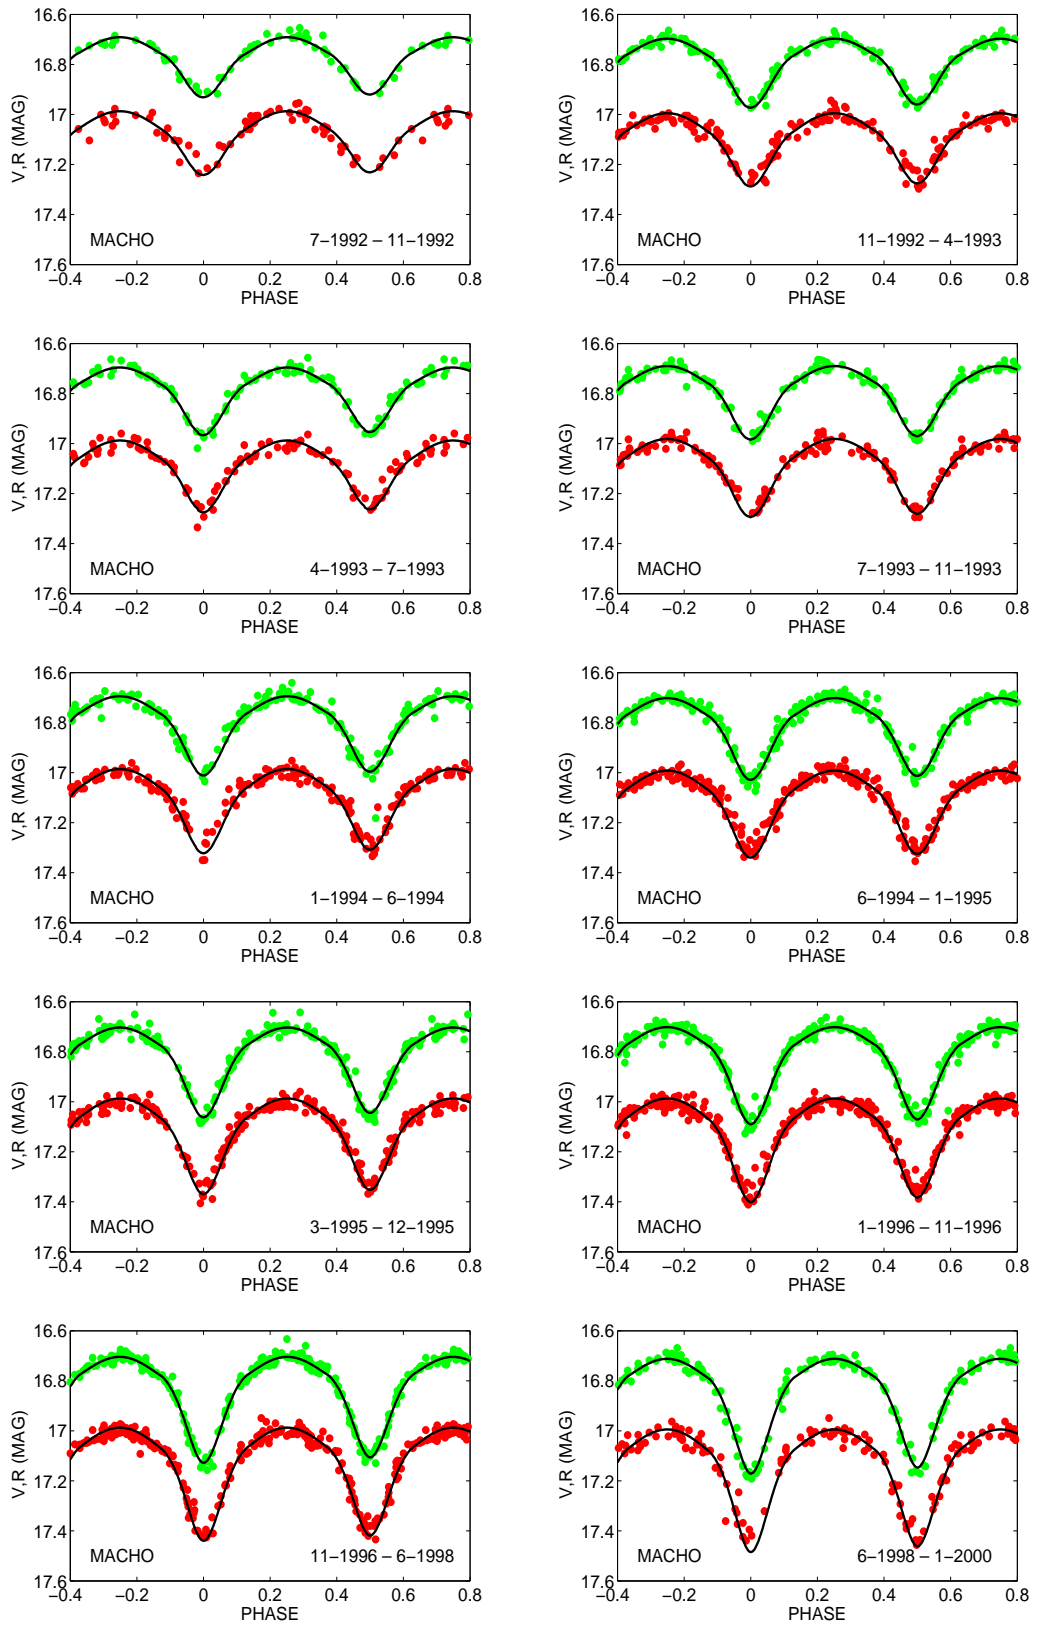 16.6
16.8
17
17.2
17.4
17.6
V,R (MAG)
MACHO 7−1992 − 11−1992
−0.4 −0.2 0 0.2 0.4 0.6 0.8
PHASE
16.6
16.8
17
17.2
17.4
17.6
V,R (MAG)
MACHO 11−1992 − 4−1993
−0.4 −0.2 0 0.2 0.4 0.6 0.8
PHASE
16.6
16.8
17
17.2
17.4
17.6
V,R (MAG)
MACHO 4−1993 − 7−1993
−0.4 −0.2 0 0.2 0.4 0.6 0.8
PHASE
16.6
16.8
17
17.2
17.4
17.6
V,R (MAG)
MACHO 7−1993 − 11−1993
−0.4 −0.2 0 0.2 0.4 0.6 0.8
PHASE
16.6
16.8
17
17.2
17.4
17.6
V,R (MAG)
MACHO 1−1994 − 6−1994
−0.4 −0.2 0 0.2 0.4 0.6 0.8
PHASE
16.6
16.8
17
17.2
17.4
17.6
V,R (MAG)
MACHO 6−1994 − 1−1995
−0.4 −0.2 0 0.2 0.4 0.6 0.8
PHASE
16.6
16.8
17
17.2
17.4
17.6
V,R (MAG)
MACHO 3−1995 − 12−1995
−0.4 −0.2 0 0.2 0.4 0.6 0.8
PHASE
16.6
16.8
17
17.2
17.4
17.6
V,R (MAG)
MACHO 1−1996 − 11−1996
−0.4 −0.2 0 0.2 0.4 0.6 0.8
PHASE
16.6
16.8
17
17.2
17.4
17.6
V,R (MAG)
MACHO 11−1996 − 6−1998
−0.4 −0.2 0 0.2 0.4 0.6 0.8
PHASE
16.6
16.8
17
17.2
17.4
17.6
V,R (MAG)
MACHO 6−1998 − 1−2000
−0.4 −0.2 0 0.2 0.4 0.6 0.8
PHASE